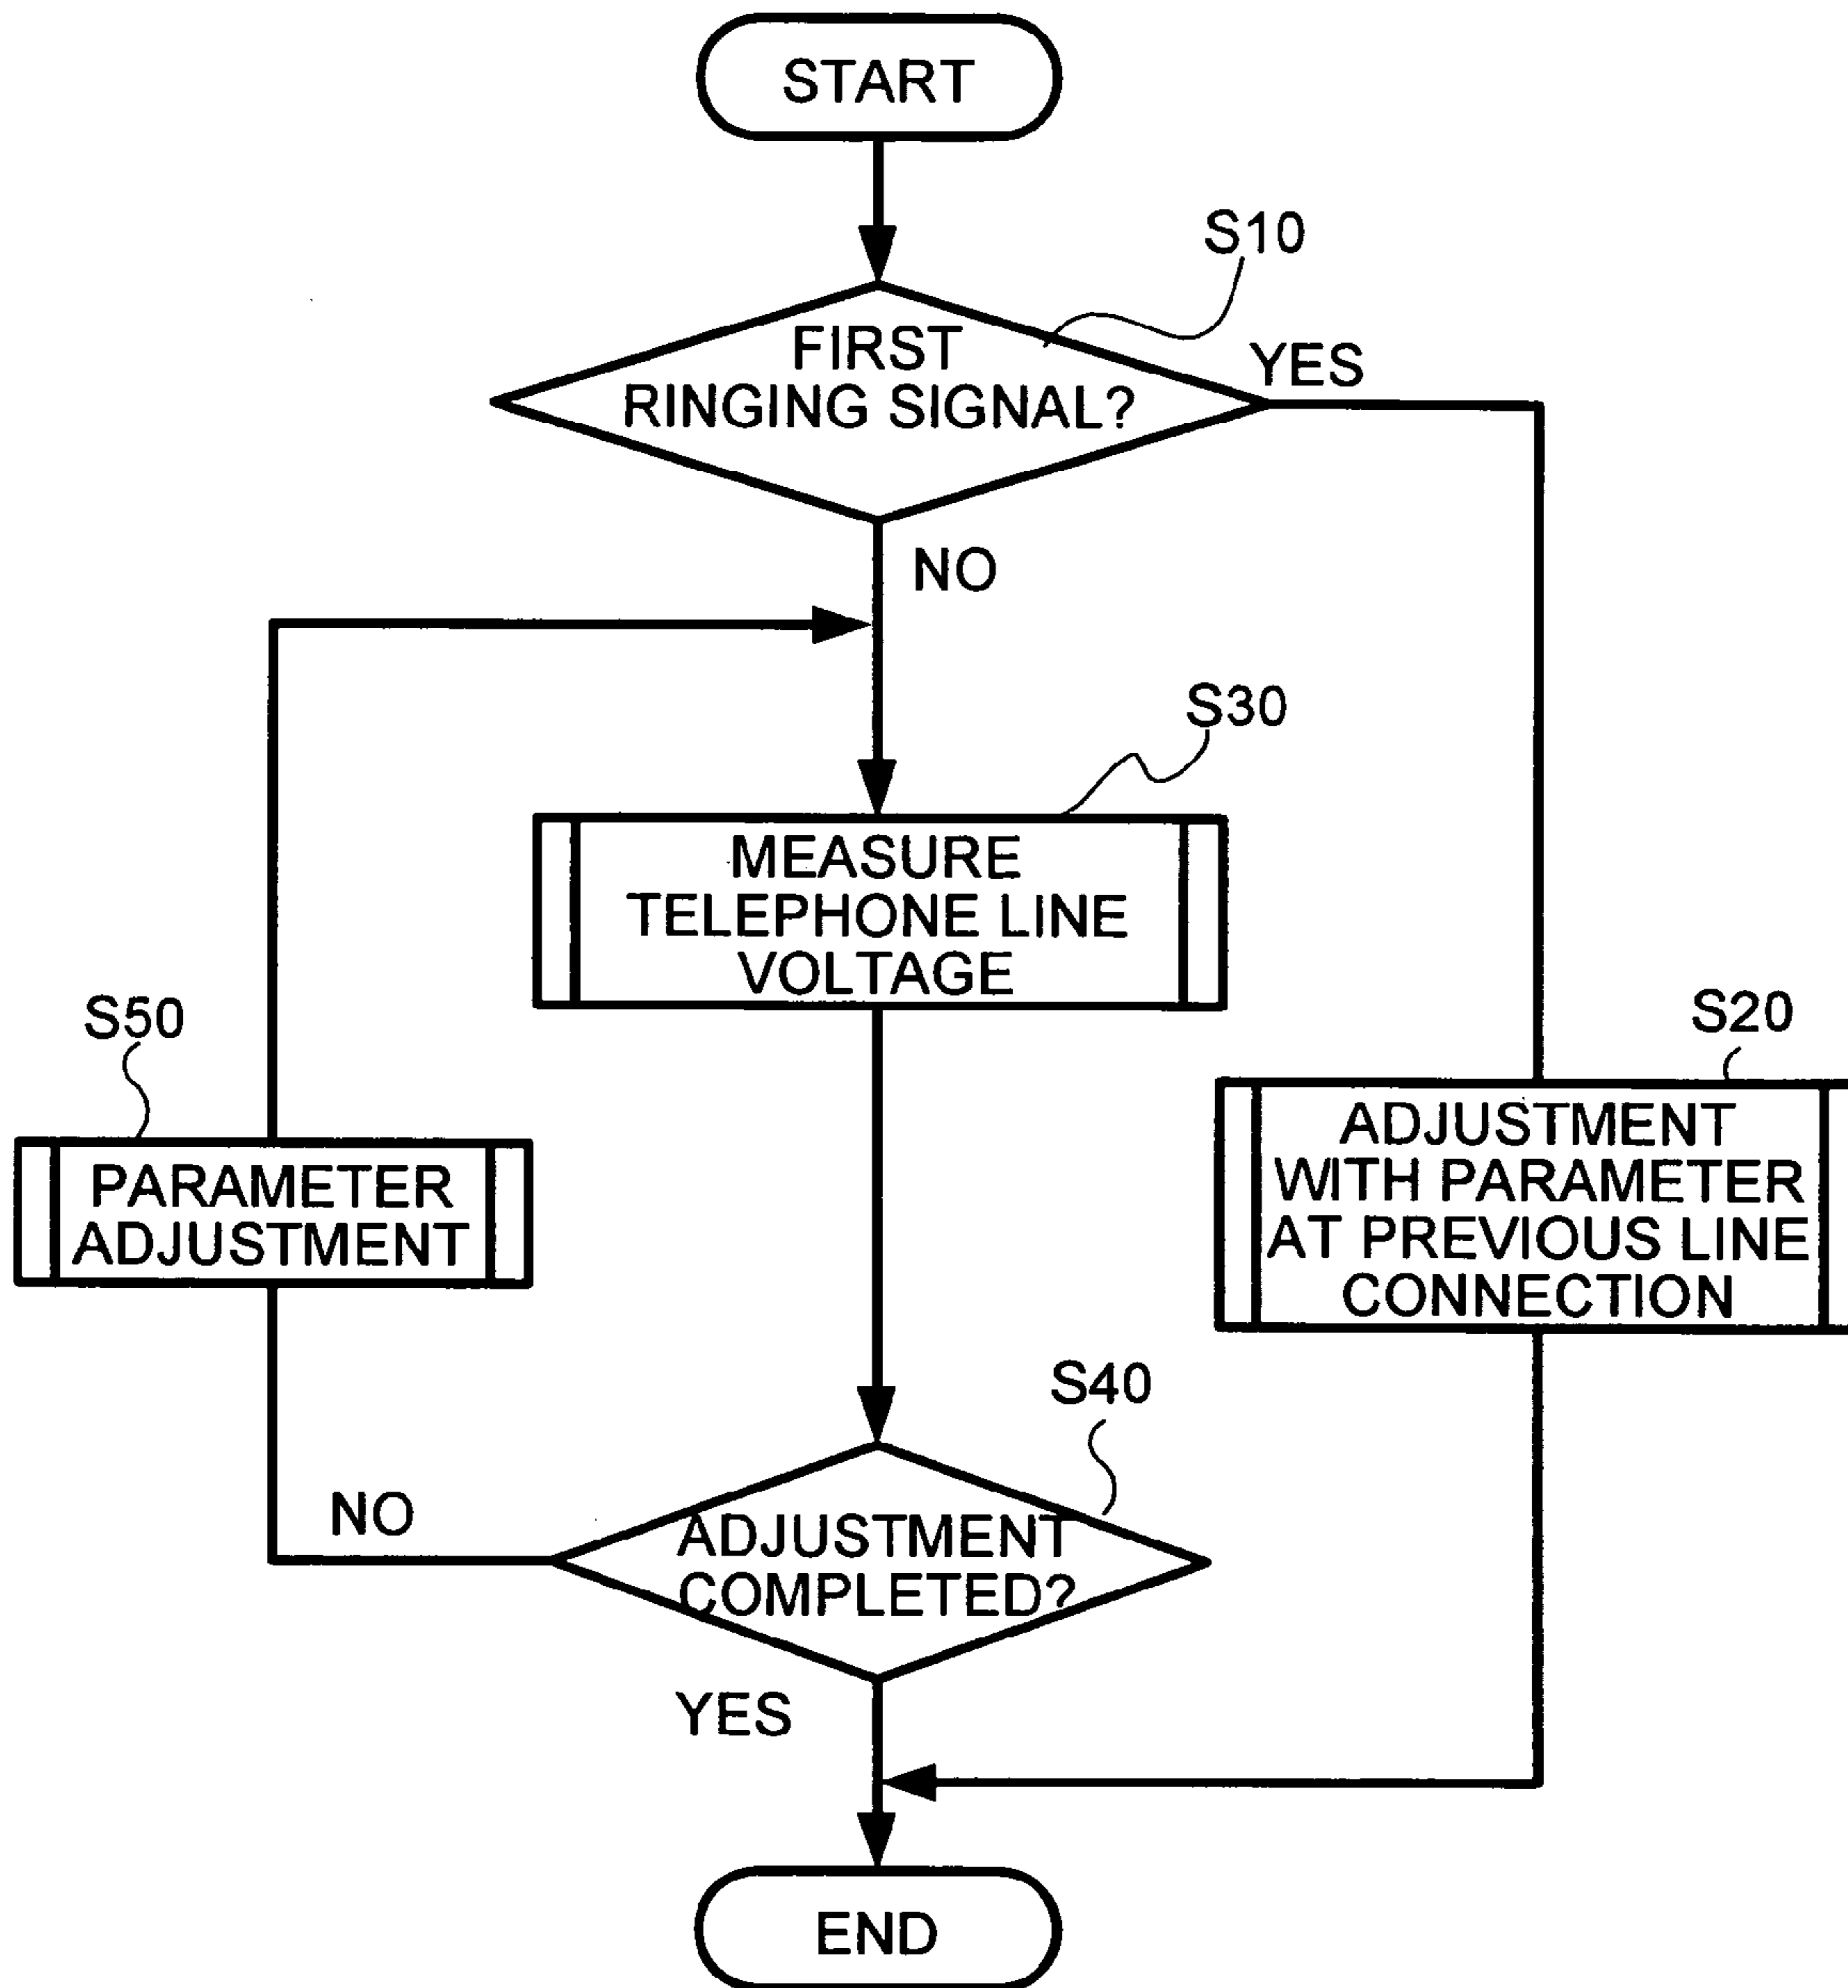 START
S10
FIRST
RINGING SIGNAL?
YES
NO
S30
MEASURE
TELEPHONE LINE
VOLTAGE
S50
PARAMETER
ADJUSTMENT
S20
ADJUSTMENT
WITH PARAMETER
AT PREVIOUS LINE
CONNECTION
S40
NO
ADJUSTMENT
COMPLETED?
YES
END